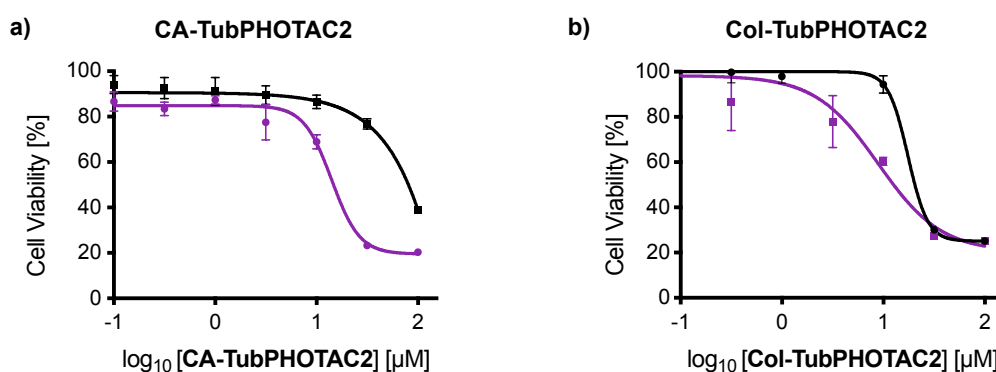 a) CA-TubPHOTAC2
Cell Viability [%]
100
80
60
40
20
0
-1 0 1 2
log10 [CA-TubPHOTAC2] [µM]
b) Col-TubPHOTAC2
Cell Viability [%]
100
80
60
40
20
0
-1 0 1 2
log10 [Col-TubPHOTAC2] [µM]